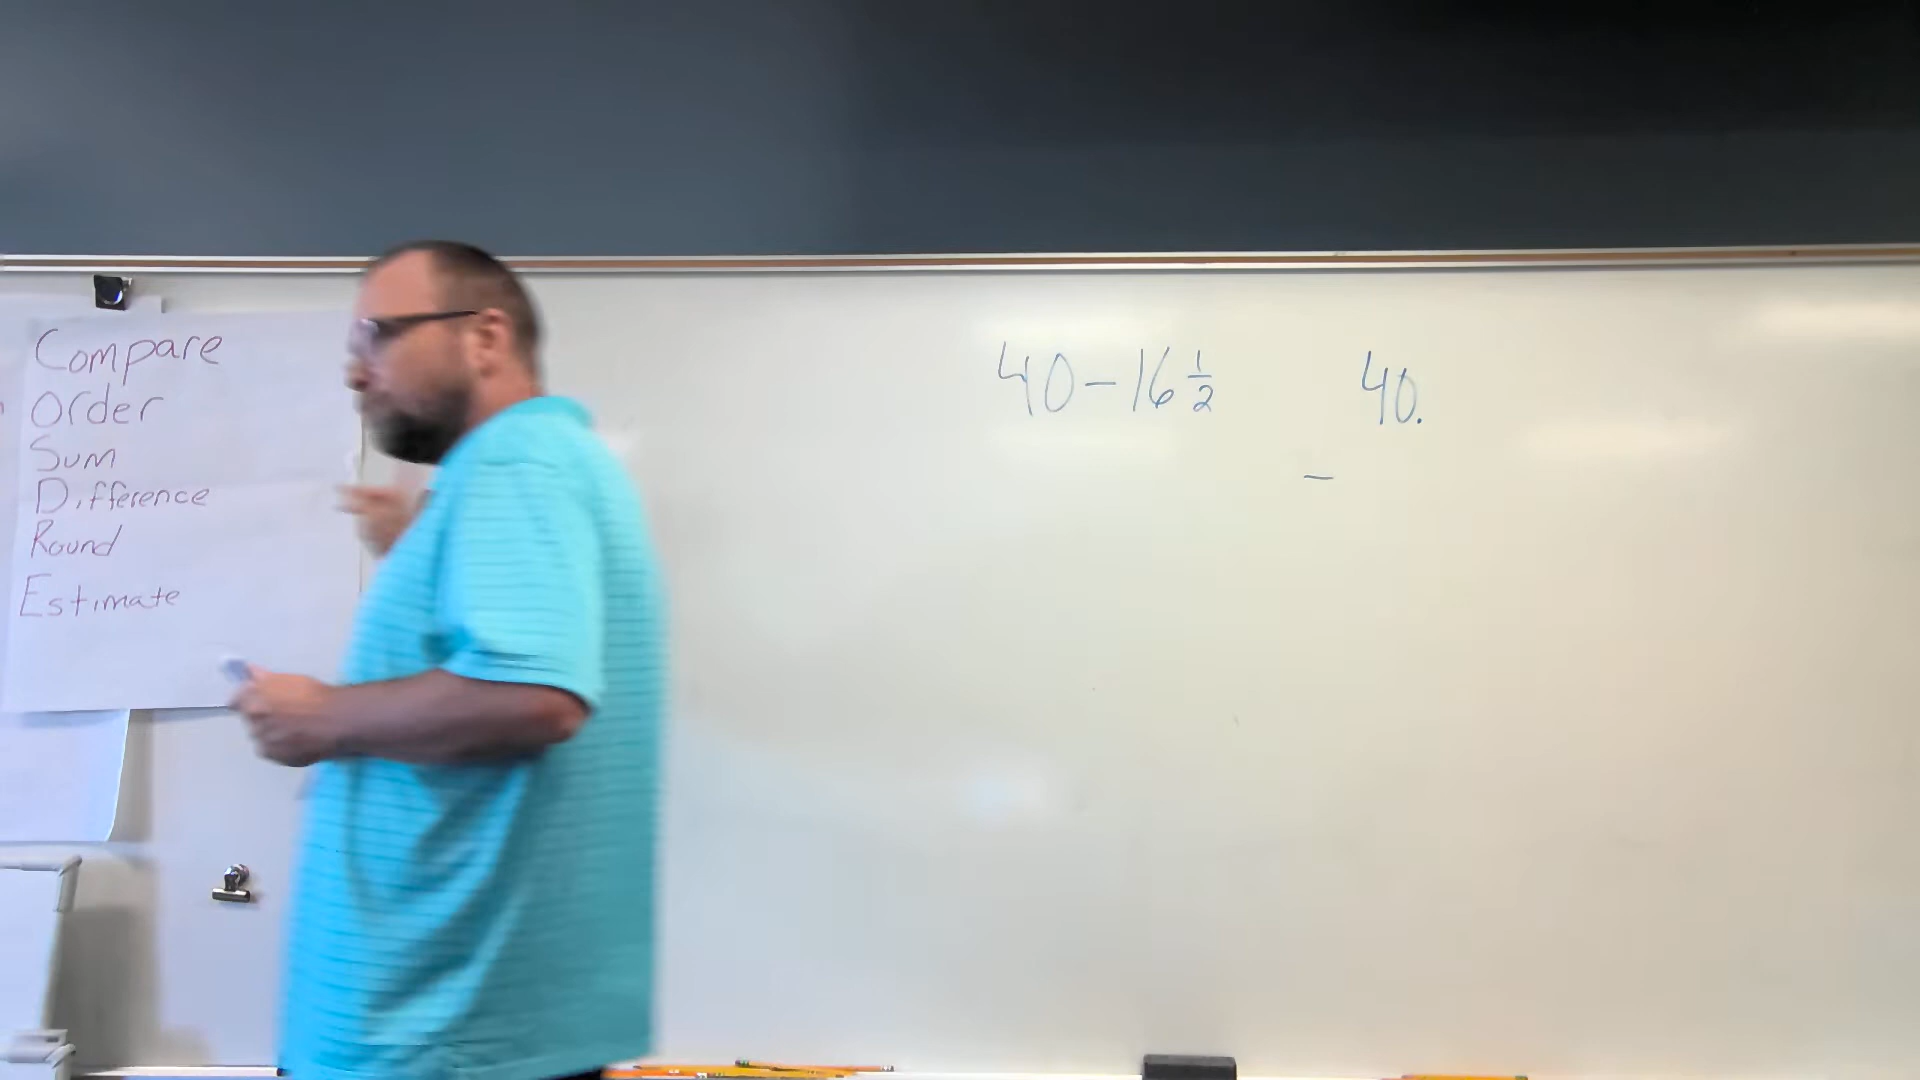 Compare
Order
Sum
Difference
Round
Estimate
40 - 16 1/2
40.
-